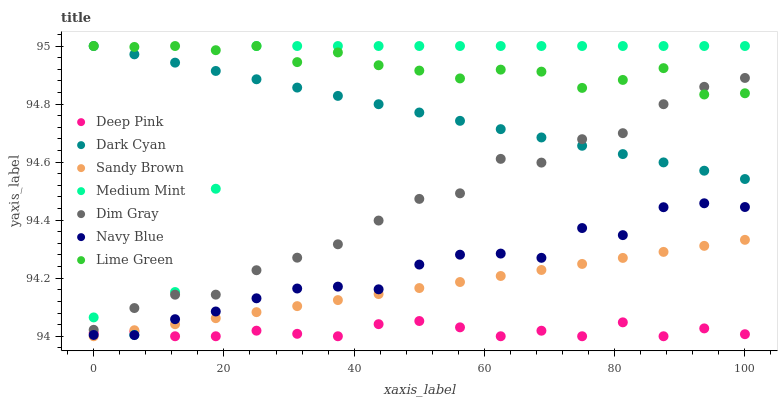 title
95
94.8
94.6
94.4
94.2
94
yaxis_label
Deep Pink
Dark Cyan
Sandy Brown
Medium Mint
Dim Gray
Navy Blue
Lime Green
0
20
40
60
80
100
xaxis_label